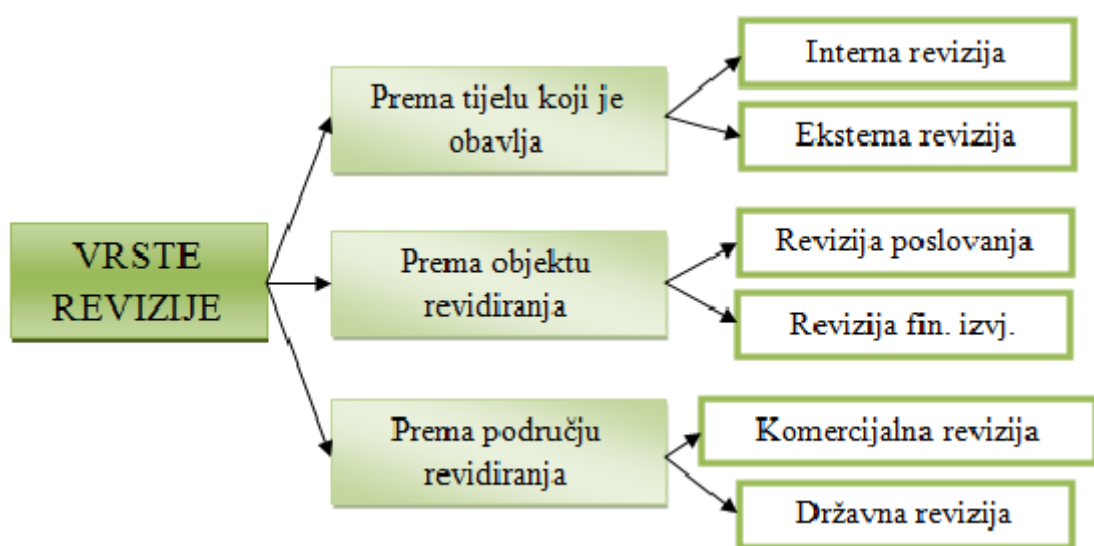 VRSTE
REVIZIJE
Prema tijelu koji je
obavlja
Interna revizija
Eksterna revizija
Prema objektu
revidiranja
Revizija poslovanja
Revizija fin. izvj.
Prema području
revidiranja
Komercijalna revizija
Državna revizija